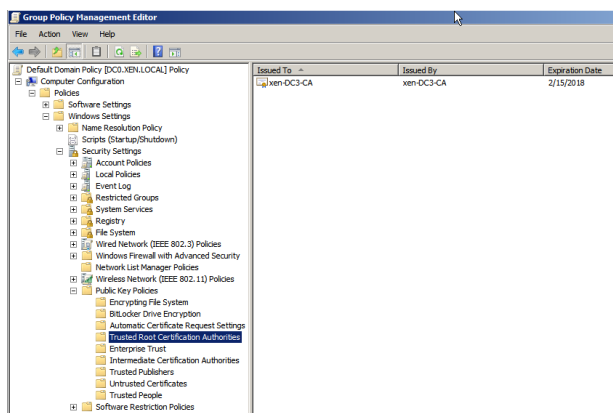 Group Policy Management Editor
File Action View Help
Default Domain Policy [DC0.XEN.LOCAL] Policy
Computer Configuration
Policies
Software Settings
Windows Settings
Name Resolution Policy
Scripts (Startup/Shutdown)
Security Settings
Account Policies
Local Policies
Event Log
Restricted Groups
System Services
Registry
File System
Wired Network (IEEE 802.3) Policies
Windows Firewall with Advanced Security
Network List Manager Policies
Wireless Network (IEEE 802.11) Policies
Public Key Policies
Encrypting File System
BitLocker Drive Encryption
Automatic Certificate Request Settings
Trusted Root Certification Authorities
Enterprise Trust
Intermediate Certification Authorities
Trusted Publishers
Untrusted Certificates
Trusted People
Software Restriction Policies
Issued To Issued By Expiration Date
xen-DC3-CA xen-DC3-CA 2/15/2018